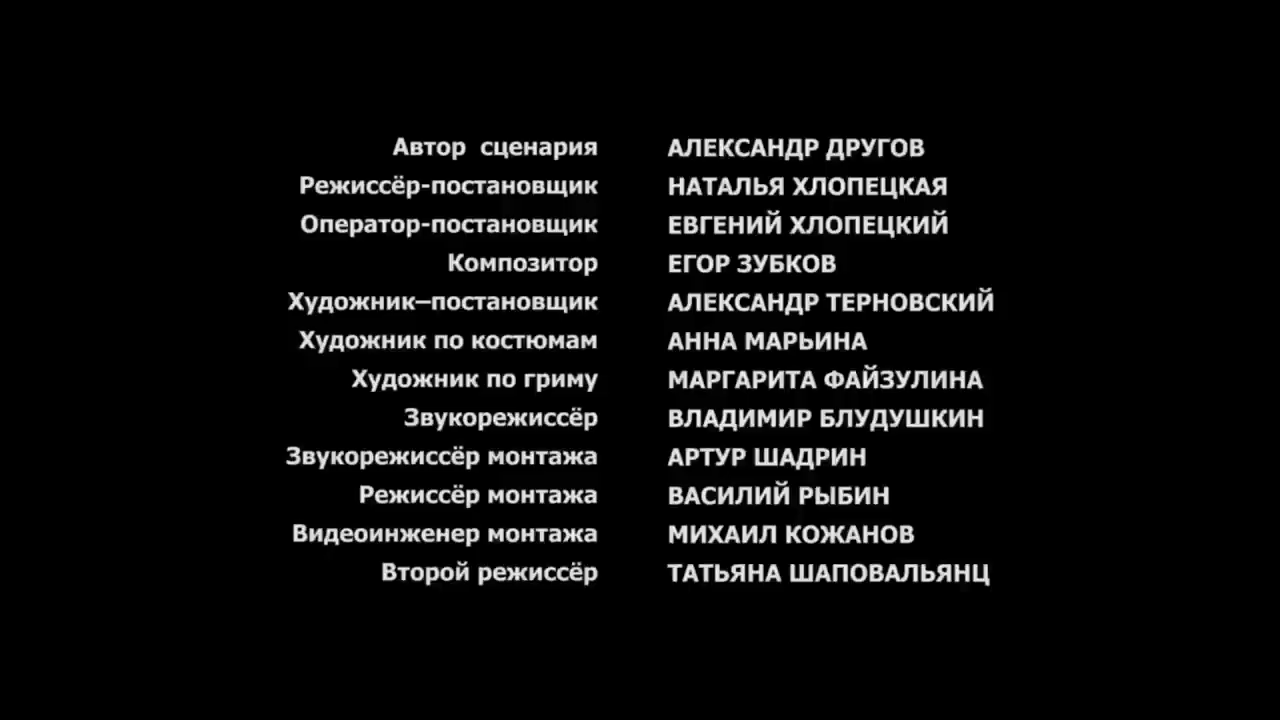 Автор сценария АЛЕКСАНДР ДРУГОВ
Режиссёр-постановщик НАТАЛЬЯ ХЛОПЕЦКАЯ
Оператор-постановщик ЕВГЕНИЙ ХЛОПЕЦКИЙ
Композитор ЕГОР ЗУБКОВ
Художник–постановщик АЛЕКСАНДР ТЕРНОВСКИЙ
Художник по костюмам АННА МАРЬИНА
Художник по гриму МАРГАРИТА ФАЙЗУЛИНА
Звукорежиссёр ВЛАДИМИР БЛУДУШКИН
Звукорежиссёр монтажа АРТУР ШАДРИН
Режиссёр монтажа ВАСИЛИЙ РЫБИН
Видеоинженер монтажа МИХАИЛ КОЖАНОВ
Второй режиссёр ТАТЬЯНА ШАПОВАЛЬЯНЦ